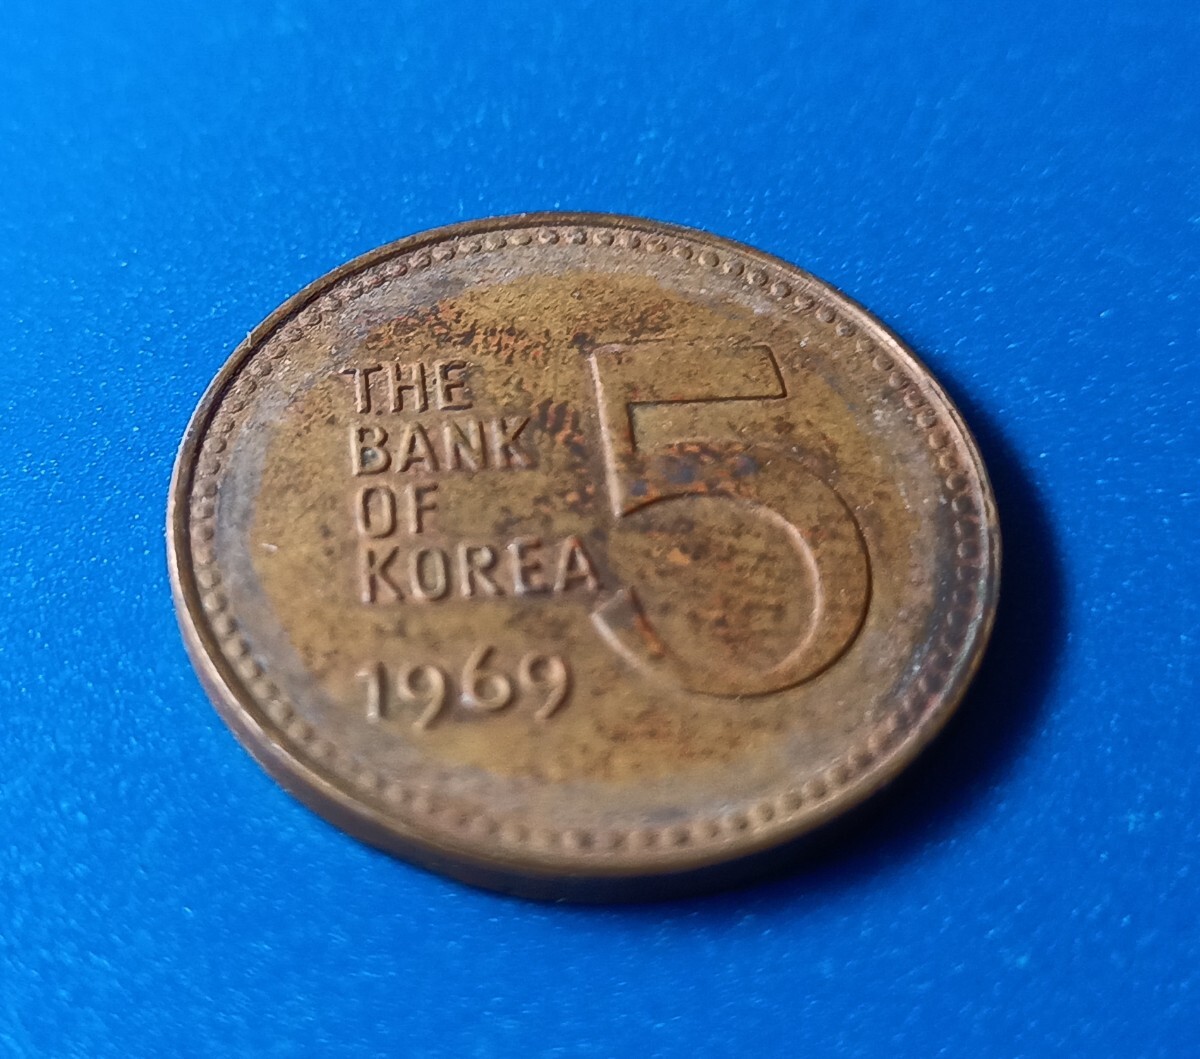 THE
BANK
OF
KOREA
1969
5